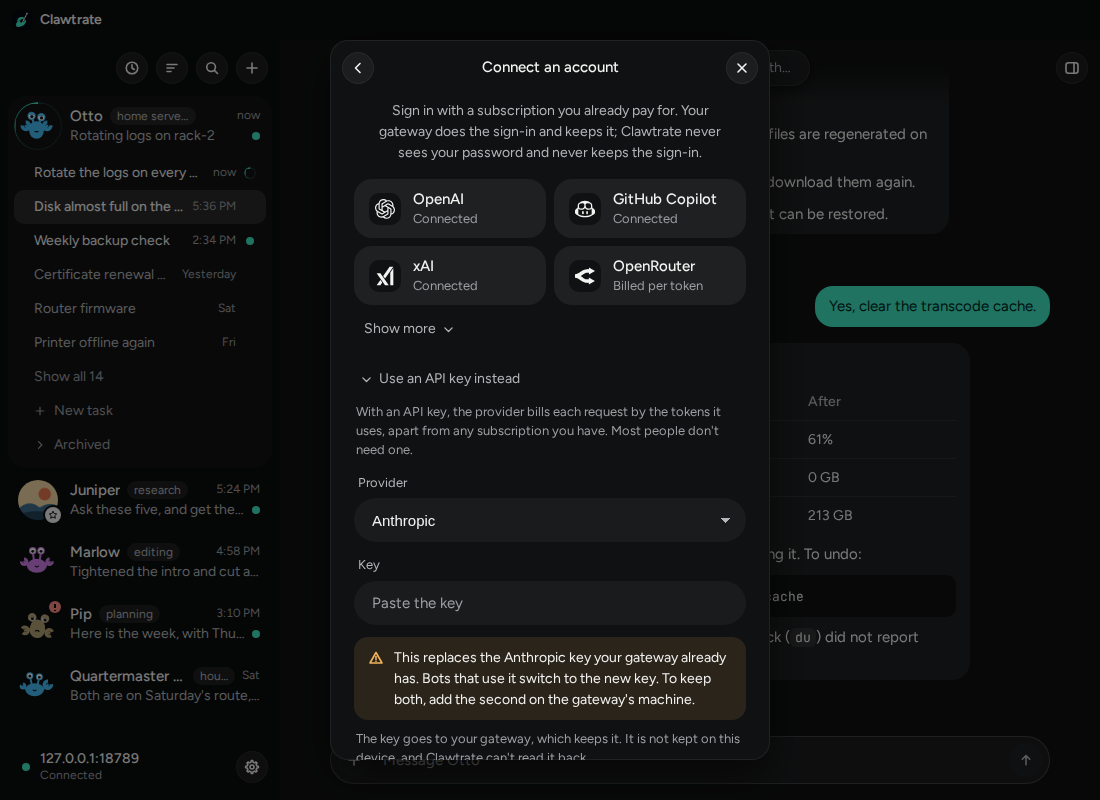 Clawtrate
Otto
home serve...
now
Rotating logs on rack-2
Rotate the logs on every ...
now
Disk almost full on the ...
5:36 PM
Weekly backup check
2:34 PM
Certificate renewal ...
Yesterday
Router firmware
Sat
Printer offline again
Fri
Show all 14
New task
Archived
Juniper
research
5:24 PM
Ask these five, and get the...
Marlow
editing
4:58 PM
Tightened the intro and cut a...
Pip
planning
3:10 PM
Here is the week, with Thu...
Quartermaster ...
hou...
Sat
Both are on Saturday's route,...
127.0.0.1:18789
Connected
Connect an account
Sign in with a subscription you already pay for. Your
gateway does the sign-in and keeps it; Clawtrate never
sees your password and never keeps the sign-in.
OpenAI
Connected
GitHub Copilot
Connected
xAI
Connected
OpenRouter
Billed per token
Show more
Use an API key instead
With an API key, the provider bills each request by the tokens it
uses, apart from any subscription you have. Most people don't
need one.
Provider
Anthropic
Key
Paste the key
This replaces the Anthropic key your gateway already
has. Bots that use it switch to the new key. To keep
both, add the second on the gateway's machine.
The key goes to your gateway, which keeps it. It is not kept on this
device, and Clawtrate can't read it back.
th...
files are regenerated on
download them again.
t can be restored.
Yes, clear the transcode cache.
After
61%
0 GB
213 GB
ng it. To undo:
cache
ck ( du ) did not report
Message Otto